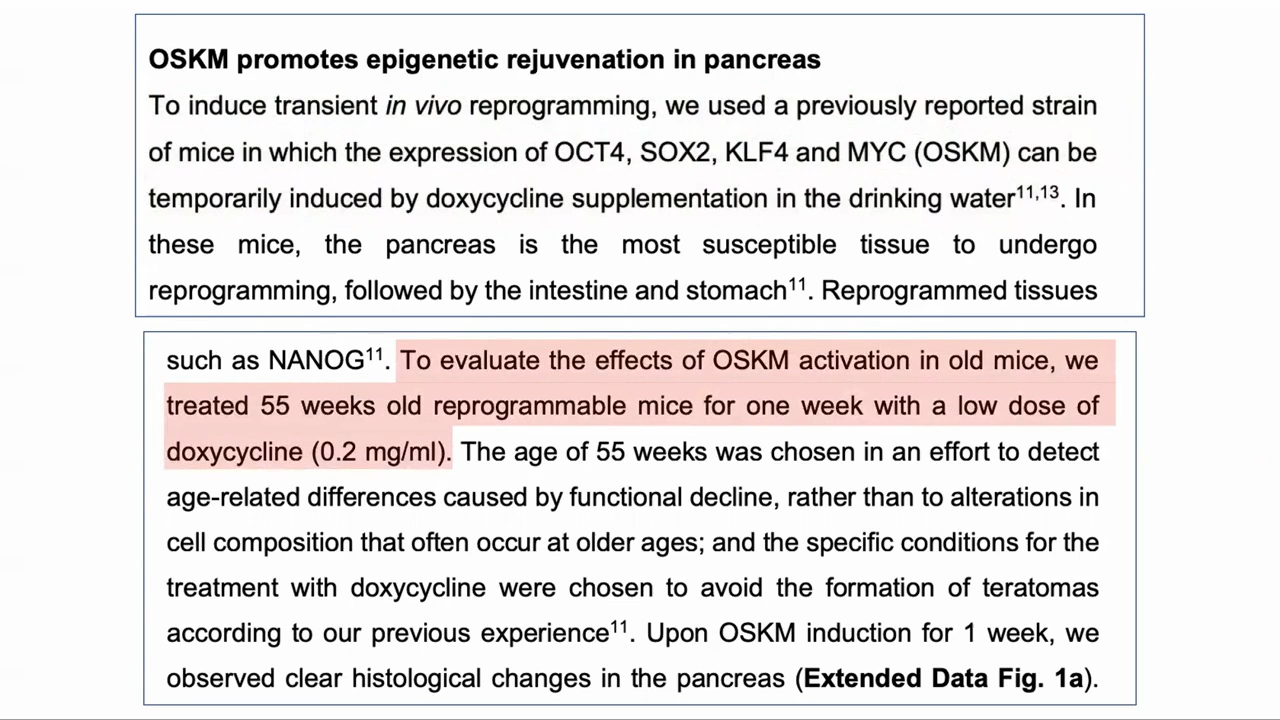 OSKM promotes epigenetic rejuvenation in pancreas
To induce transient in vivo reprogramming, we used a previously reported strain
of mice in which the expression of OCT4, SOX2, KLF4 and MYC (OSKM) can be
temporarily induced by doxycycline supplementation in the drinking water¹¹,¹³. In
these mice, the pancreas is the most susceptible tissue to undergo
reprogramming, followed by the intestine and stomach¹¹. Reprogrammed tissues
such as NANOG¹¹. To evaluate the effects of OSKM activation in old mice, we
treated 55 weeks old reprogrammable mice for one week with a low dose of
doxycycline (0.2 mg/ml). The age of 55 weeks was chosen in an effort to detect
age-related differences caused by functional decline, rather than to alterations in
cell composition that often occur at older ages; and the specific conditions for the
treatment with doxycycline were chosen to avoid the formation of teratomas
according to our previous experience¹¹. Upon OSKM induction for 1 week, we
observed clear histological changes in the pancreas (Extended Data Fig. 1a).